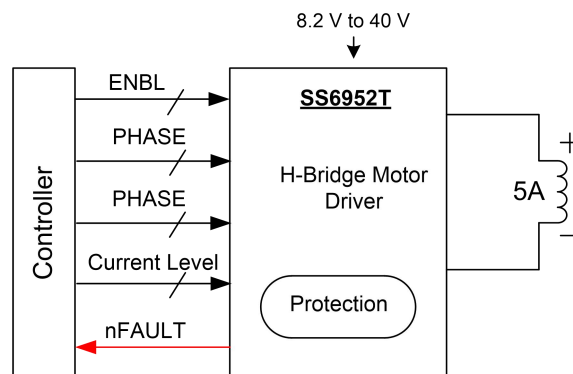 8.2 V to 40 V
ENBL
SS6952T
PHASE
H-Bridge Motor
Driver
PHASE
5A
+
−
Controller
Current Level
Protection
nFAULT